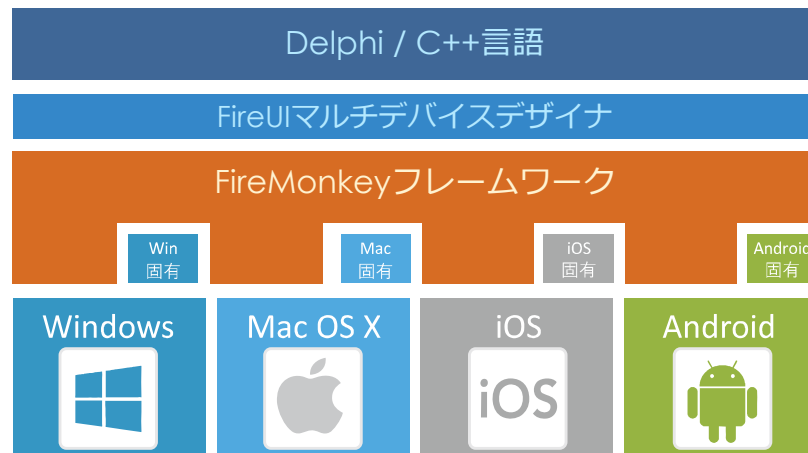 Delphi / C++言語
FireUIマルチデバイスデザイナ
FireMonkeyフレームワーク
Win
固有
Mac
固有
iOS
固有
Android
固有
Windows
Mac OS X
iOS
Android
iOS